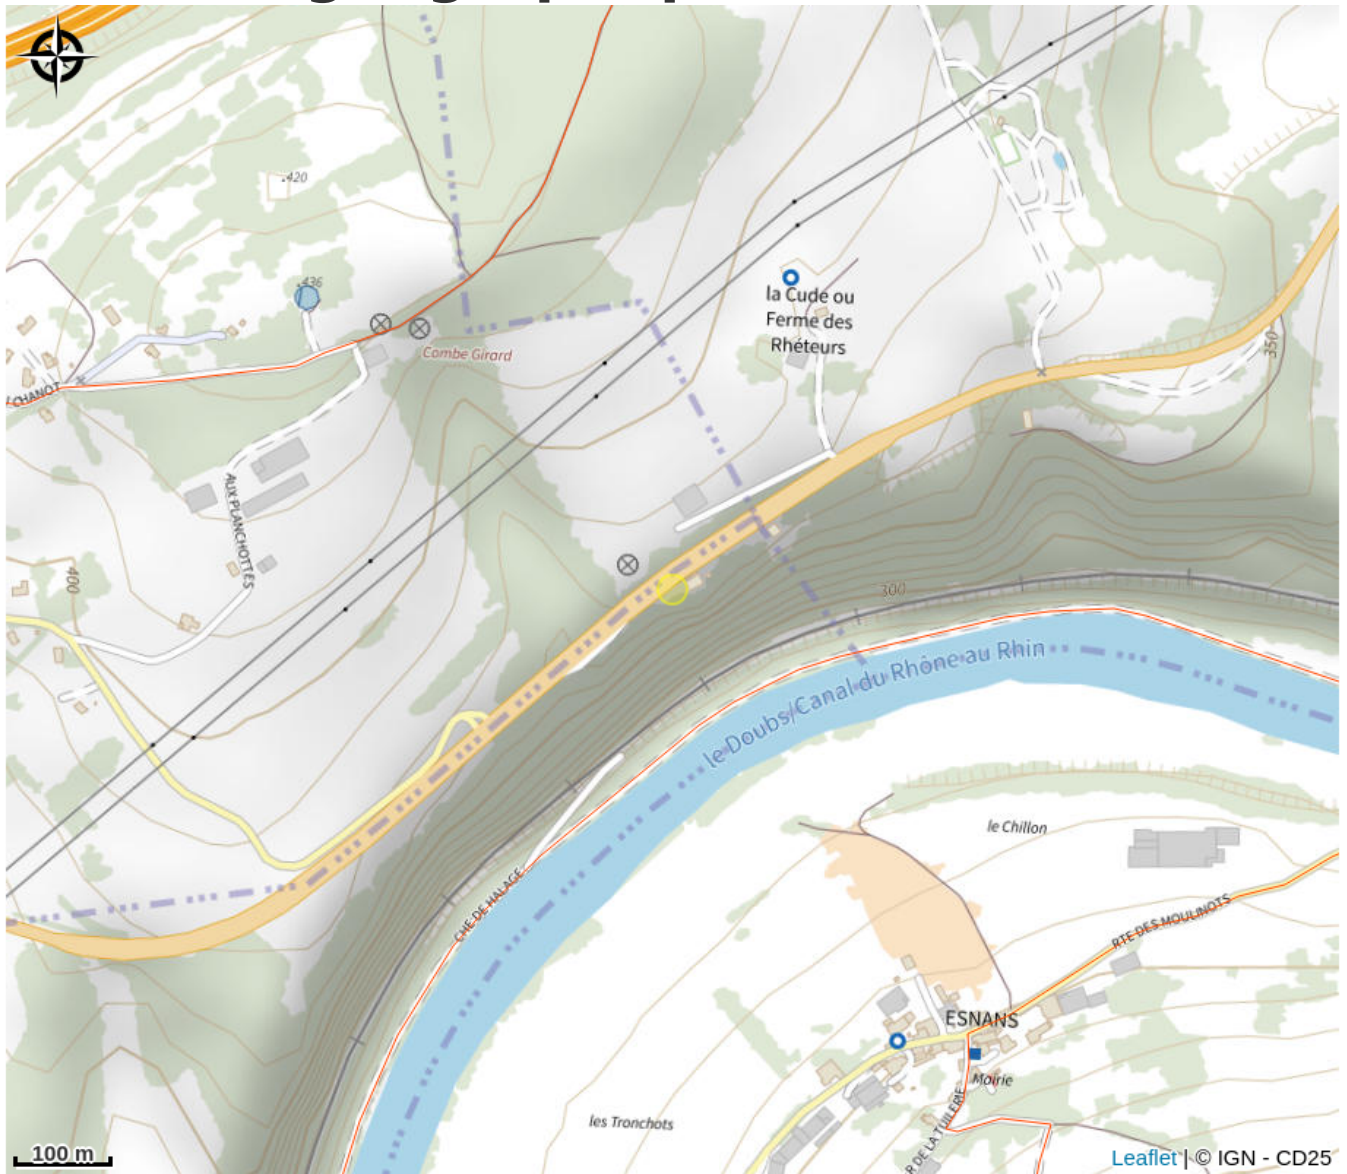 420
436
Combe Girard
la Cude ou
Ferme des
Rhéteurs
350
CHANOT
AUX PLANCHOTTES
400
300
le Doubs/Canal du Rhône au Rhin
le Chillon
CHE DE HALAGE
RTE DES MOULINOTS
ESNANS
Mairie
les Tronchots
R DE LA TUILERIE
100 m
Leaflet | © IGN - CD25